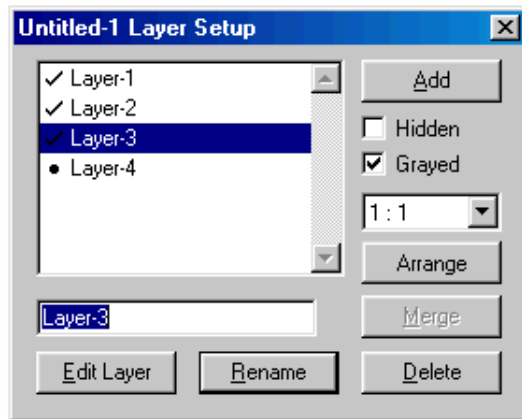 Untitled-1 Layer Setup
Layer-1
Layer-2
Layer-3
Layer-4
Add
Hidden
Grayed
1 : 1
Arrange
Layer-3
Merge
Edit Layer
Rename
Delete